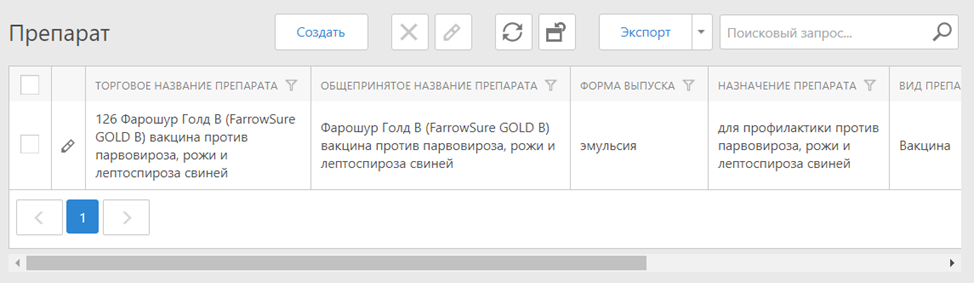 Препарат
Создать
Экспорт
Поисковый запрос...
ТОРГОВОЕ НАЗВАНИЕ ПРЕПАРАТА
ОБЩЕПРИНЯТОЕ НАЗВАНИЕ ПРЕПАРАТА
ФОРМА ВЫПУСКА
НАЗНАЧЕНИЕ ПРЕПАРАТА
ВИД ПРЕПА
126 Фарошур Голд В (FarrowSure GOLD B)
вакцина против
парвовироза, рожи и
лептоспироза свиней
Фарошур Голд В (FarrowSure GOLD B)
вакцина против парвовироза, рожи и
лептоспироза свиней
эмульсия
для профилактики против
парвовироза, рожи и
лептоспироза свиней
Вакцина
1